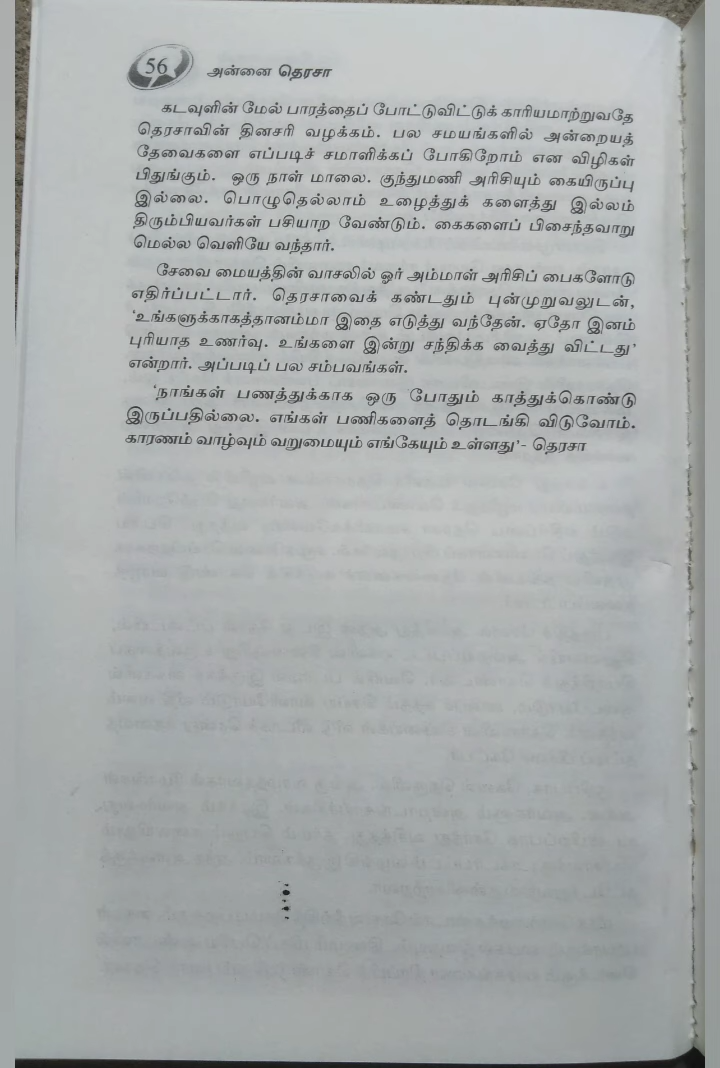 56 அன்னை தெரசா
கடவுளின் மேல் பாரத்தைப் போட்டுவிட்டுக் காரியமாற்றுவதே
தெரசாவின் தினசரி வழக்கம். பல சமயங்களில் அன்றையத்
தேவைகளை எப்படிச் சமாளிக்கப் போகிறோம் என விழிகள்
பிதுங்கும். ஒரு நாள் மாலை. குந்துமணி அரிசியும் கையிருப்பு
இல்லை. பொழுதெல்லாம் உழைத்துக் களைத்து இல்லம்
திரும்பியவர்கள் பசியாற வேண்டும். கைகளைப் பிசைந்தவாறு
மெல்ல வெளியே வந்தார்.
சேவை மையத்தின் வாசலில் ஓர் அம்மாள் அரிசிப் பைகளோடு
எதிர்ப்பட்டார். தெரசாவைக் கண்டதும் புன்முறுவலுடன்,
‘உங்களுக்காகத்தானம்மா இதை எடுத்து வந்தேன். ஏதோ இனம்
புரியாத உணர்வு. உங்களை இன்று சந்திக்க வைத்து விட்டது’
என்றார். அப்படிப் பல சம்பவங்கள்.
‘நாங்கள் பணத்துக்காக ஒரு போதும் காத்துக்கொண்டு
இருப்பதில்லை. எங்கள் பணிகளைத் தொடங்கி விடுவோம்.
காரணம் வாழ்வும் வறுமையும் எங்கேயும் உள்ளது’- தெரசா